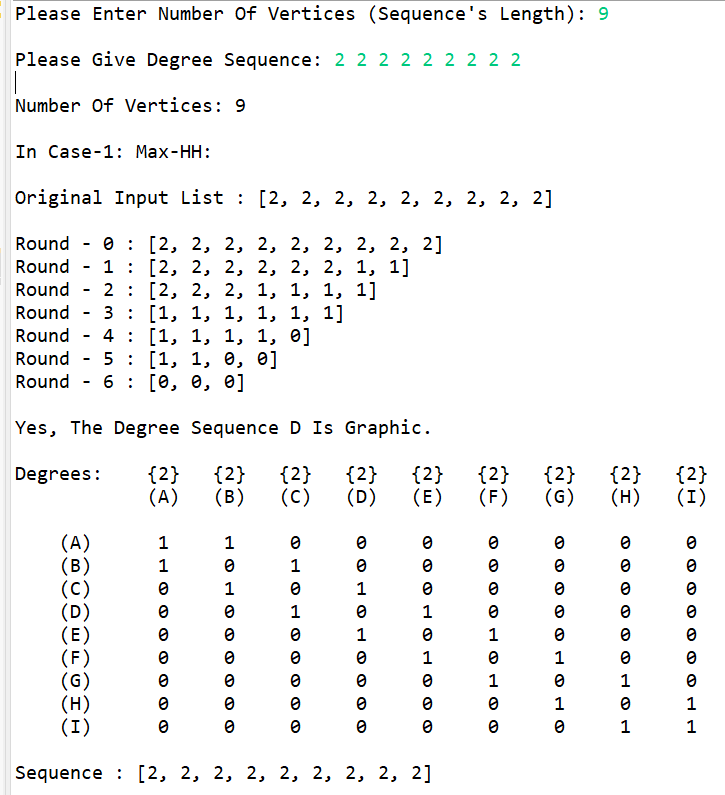 Please Enter Number Of Vertices (Sequence's Length): 9
Please Give Degree Sequence: 2 2 2 2 2 2 2 2 2
Number Of Vertices: 9
In Case-1: Max-HH:
Original Input List : [2, 2, 2, 2, 2, 2, 2, 2, 2]
Round - 0 : [2, 2, 2, 2, 2, 2, 2, 2, 2]
Round - 1 : [2, 2, 2, 2, 2, 2, 1, 1]
Round - 2 : [2, 2, 2, 1, 1, 1, 1]
Round - 3 : [1, 1, 1, 1, 1, 1]
Round - 4 : [1, 1, 1, 1, 0]
Round - 5 : [1, 1, 0, 0]
Round - 6 : [0, 0, 0]
Yes, The Degree Sequence D Is Graphic.
Degrees: {2} {2} {2} {2} {2} {2} {2} {2} {2}
(A) (B) (C) (D) (E) (F) (G) (H) (I)
(A) 1 1 0 0 0 0 0 0 0
(B) 1 0 1 0 0 0 0 0 0
(C) 0 1 0 1 0 0 0 0 0
(D) 0 0 1 0 1 0 0 0 0
(E) 0 0 0 1 0 1 0 0 0
(F) 0 0 0 0 1 0 1 0 0
(G) 0 0 0 0 0 1 0 1 0
(H) 0 0 0 0 0 0 1 0 1
(I) 0 0 0 0 0 0 0 1 1
Sequence : [2, 2, 2, 2, 2, 2, 2, 2, 2]